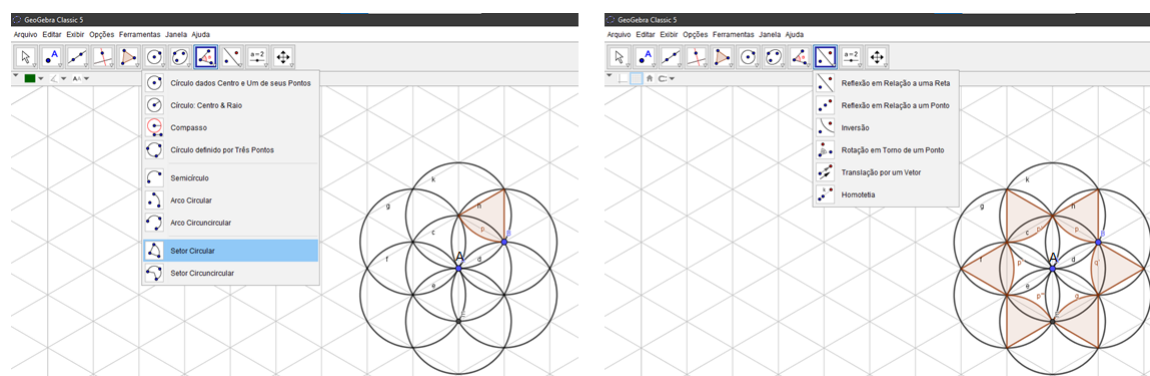 GeoGebra Classic 5
Arquivo Editar Exibir Opções Ferramentas Janela Ajuda
A
a=2
AA
Círculo dados Centro e Um de seus Pontos
Círculo: Centro & Raio
Compasso
Círculo definido por Três Pontos
Semicírculo
Arco Circular
Arco Circuncircular
Setor Circular
Setor Circuncircular
k
g
h
c
p
B
f
A
d
e
GeoGebra Classic 5
Arquivo Editar Exibir Opções Ferramentas Janela Ajuda
A
a=2
Reflexão em Relação a uma Reta
Reflexão em Relação a um Ponto
Inversão
Rotação em Torno de um Ponto
Translação por um Vetor
Homotetia
k
g
h
c
p
f
A
d
e